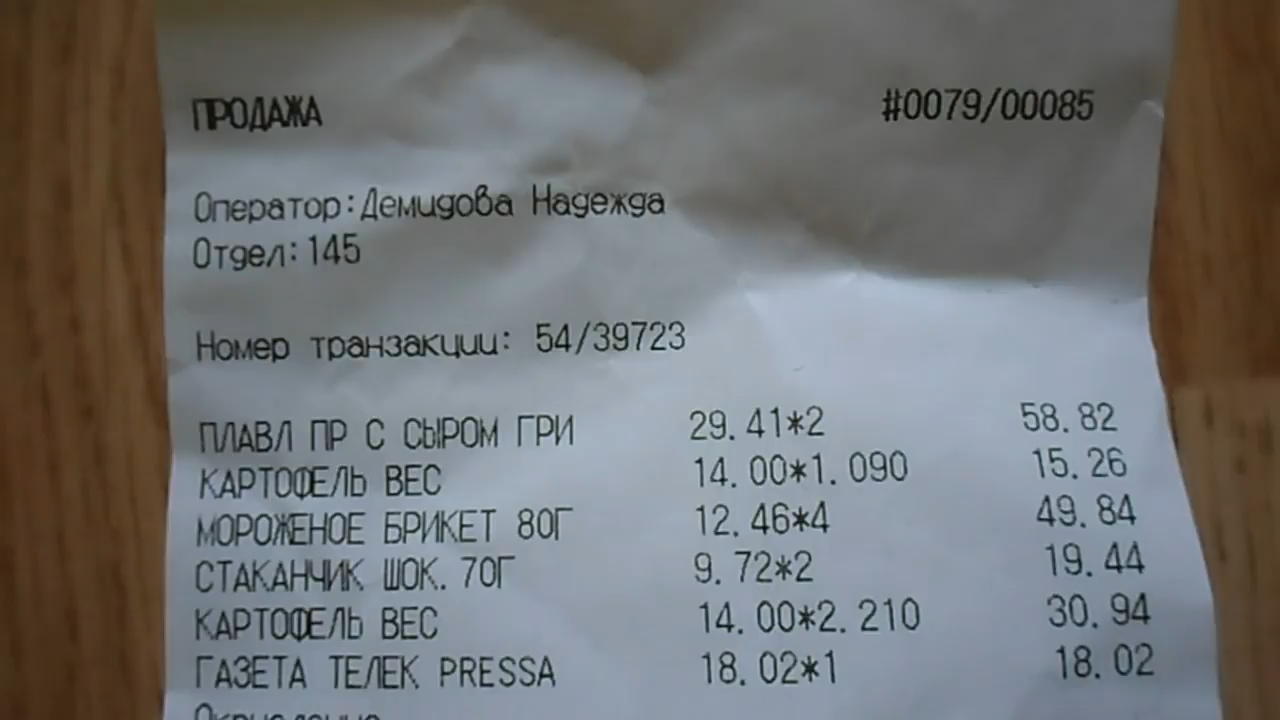 ПРОДАЖА #0079/00085
Оператор:Демидова Надежда
Отдел:145
Номер транзакции: 54/39723
ПЛАВЛ ПР С СЫРОМ ГРИ 29.41*2 58.82
КАРТОФЕЛЬ ВЕС 14.00*1.090 15.26
МОРОЖЕНОЕ БРИКЕТ 80Г 12.46*4 49.84
СТАКАНЧИК ШОК. 70Г 9.72*2 19.44
КАРТОФЕЛЬ ВЕС 14.00*2.210 30.94
ГАЗЕТА ТЕЛЕК PRESSA 18.02*1 18.02